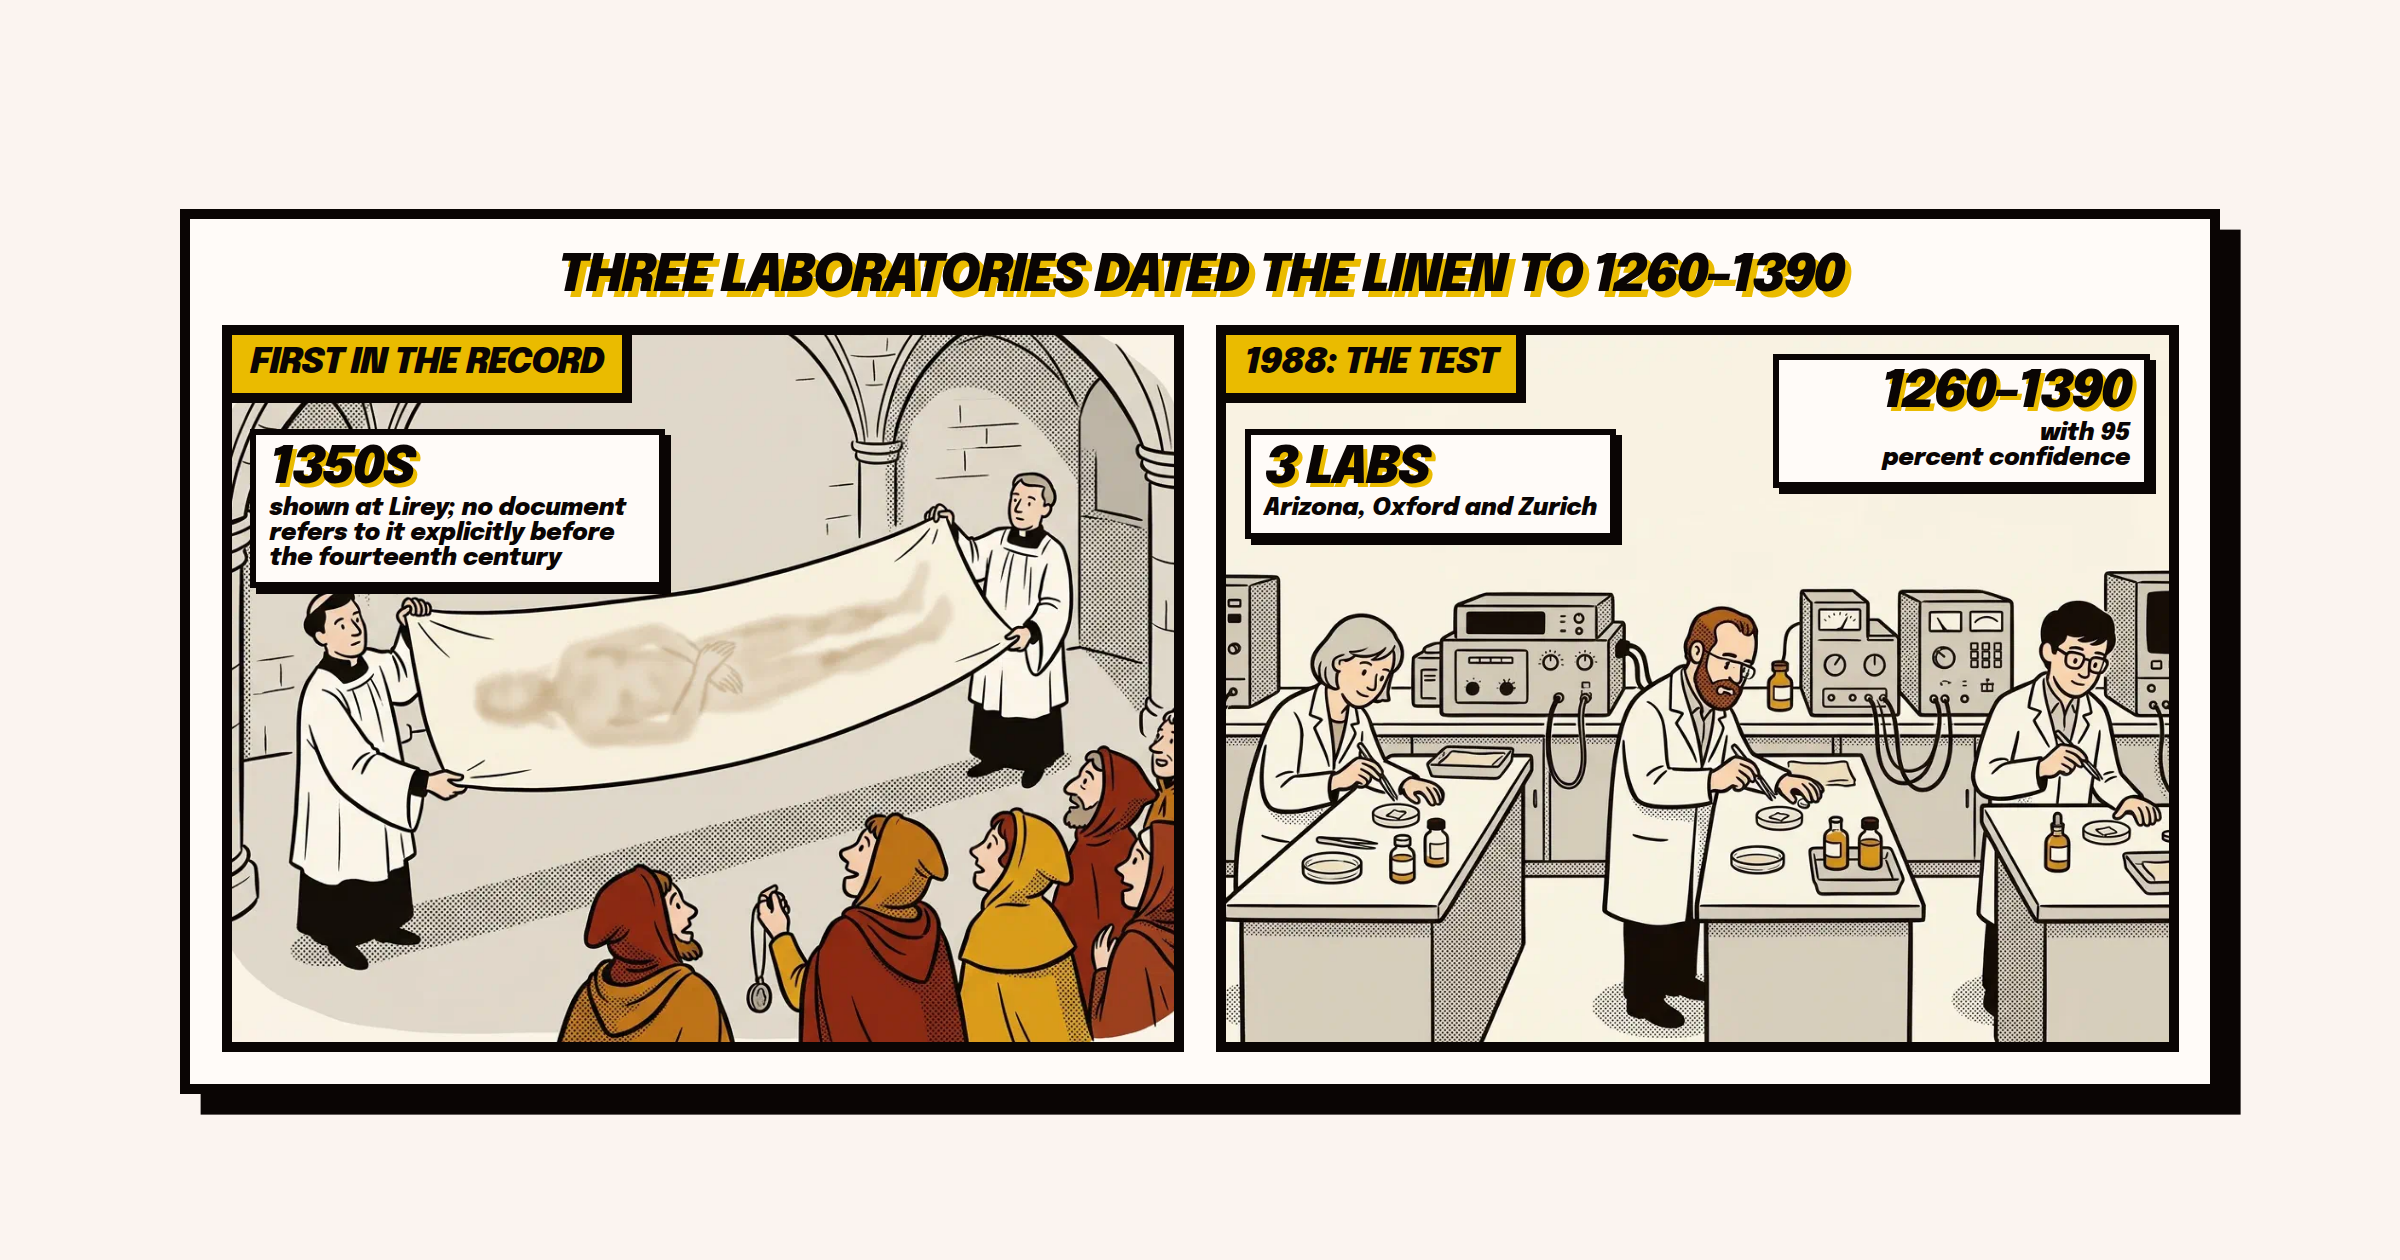 THREE LABORATORIES DATED THE LINEN TO 1260–1390
FIRST IN THE RECORD
1350S
shown at Lirey; no document
refers to it explicitly before
the fourteenth century
1988: THE TEST
3 LABS
Arizona, Oxford and Zurich
1260–1390
with 95
percent confidence